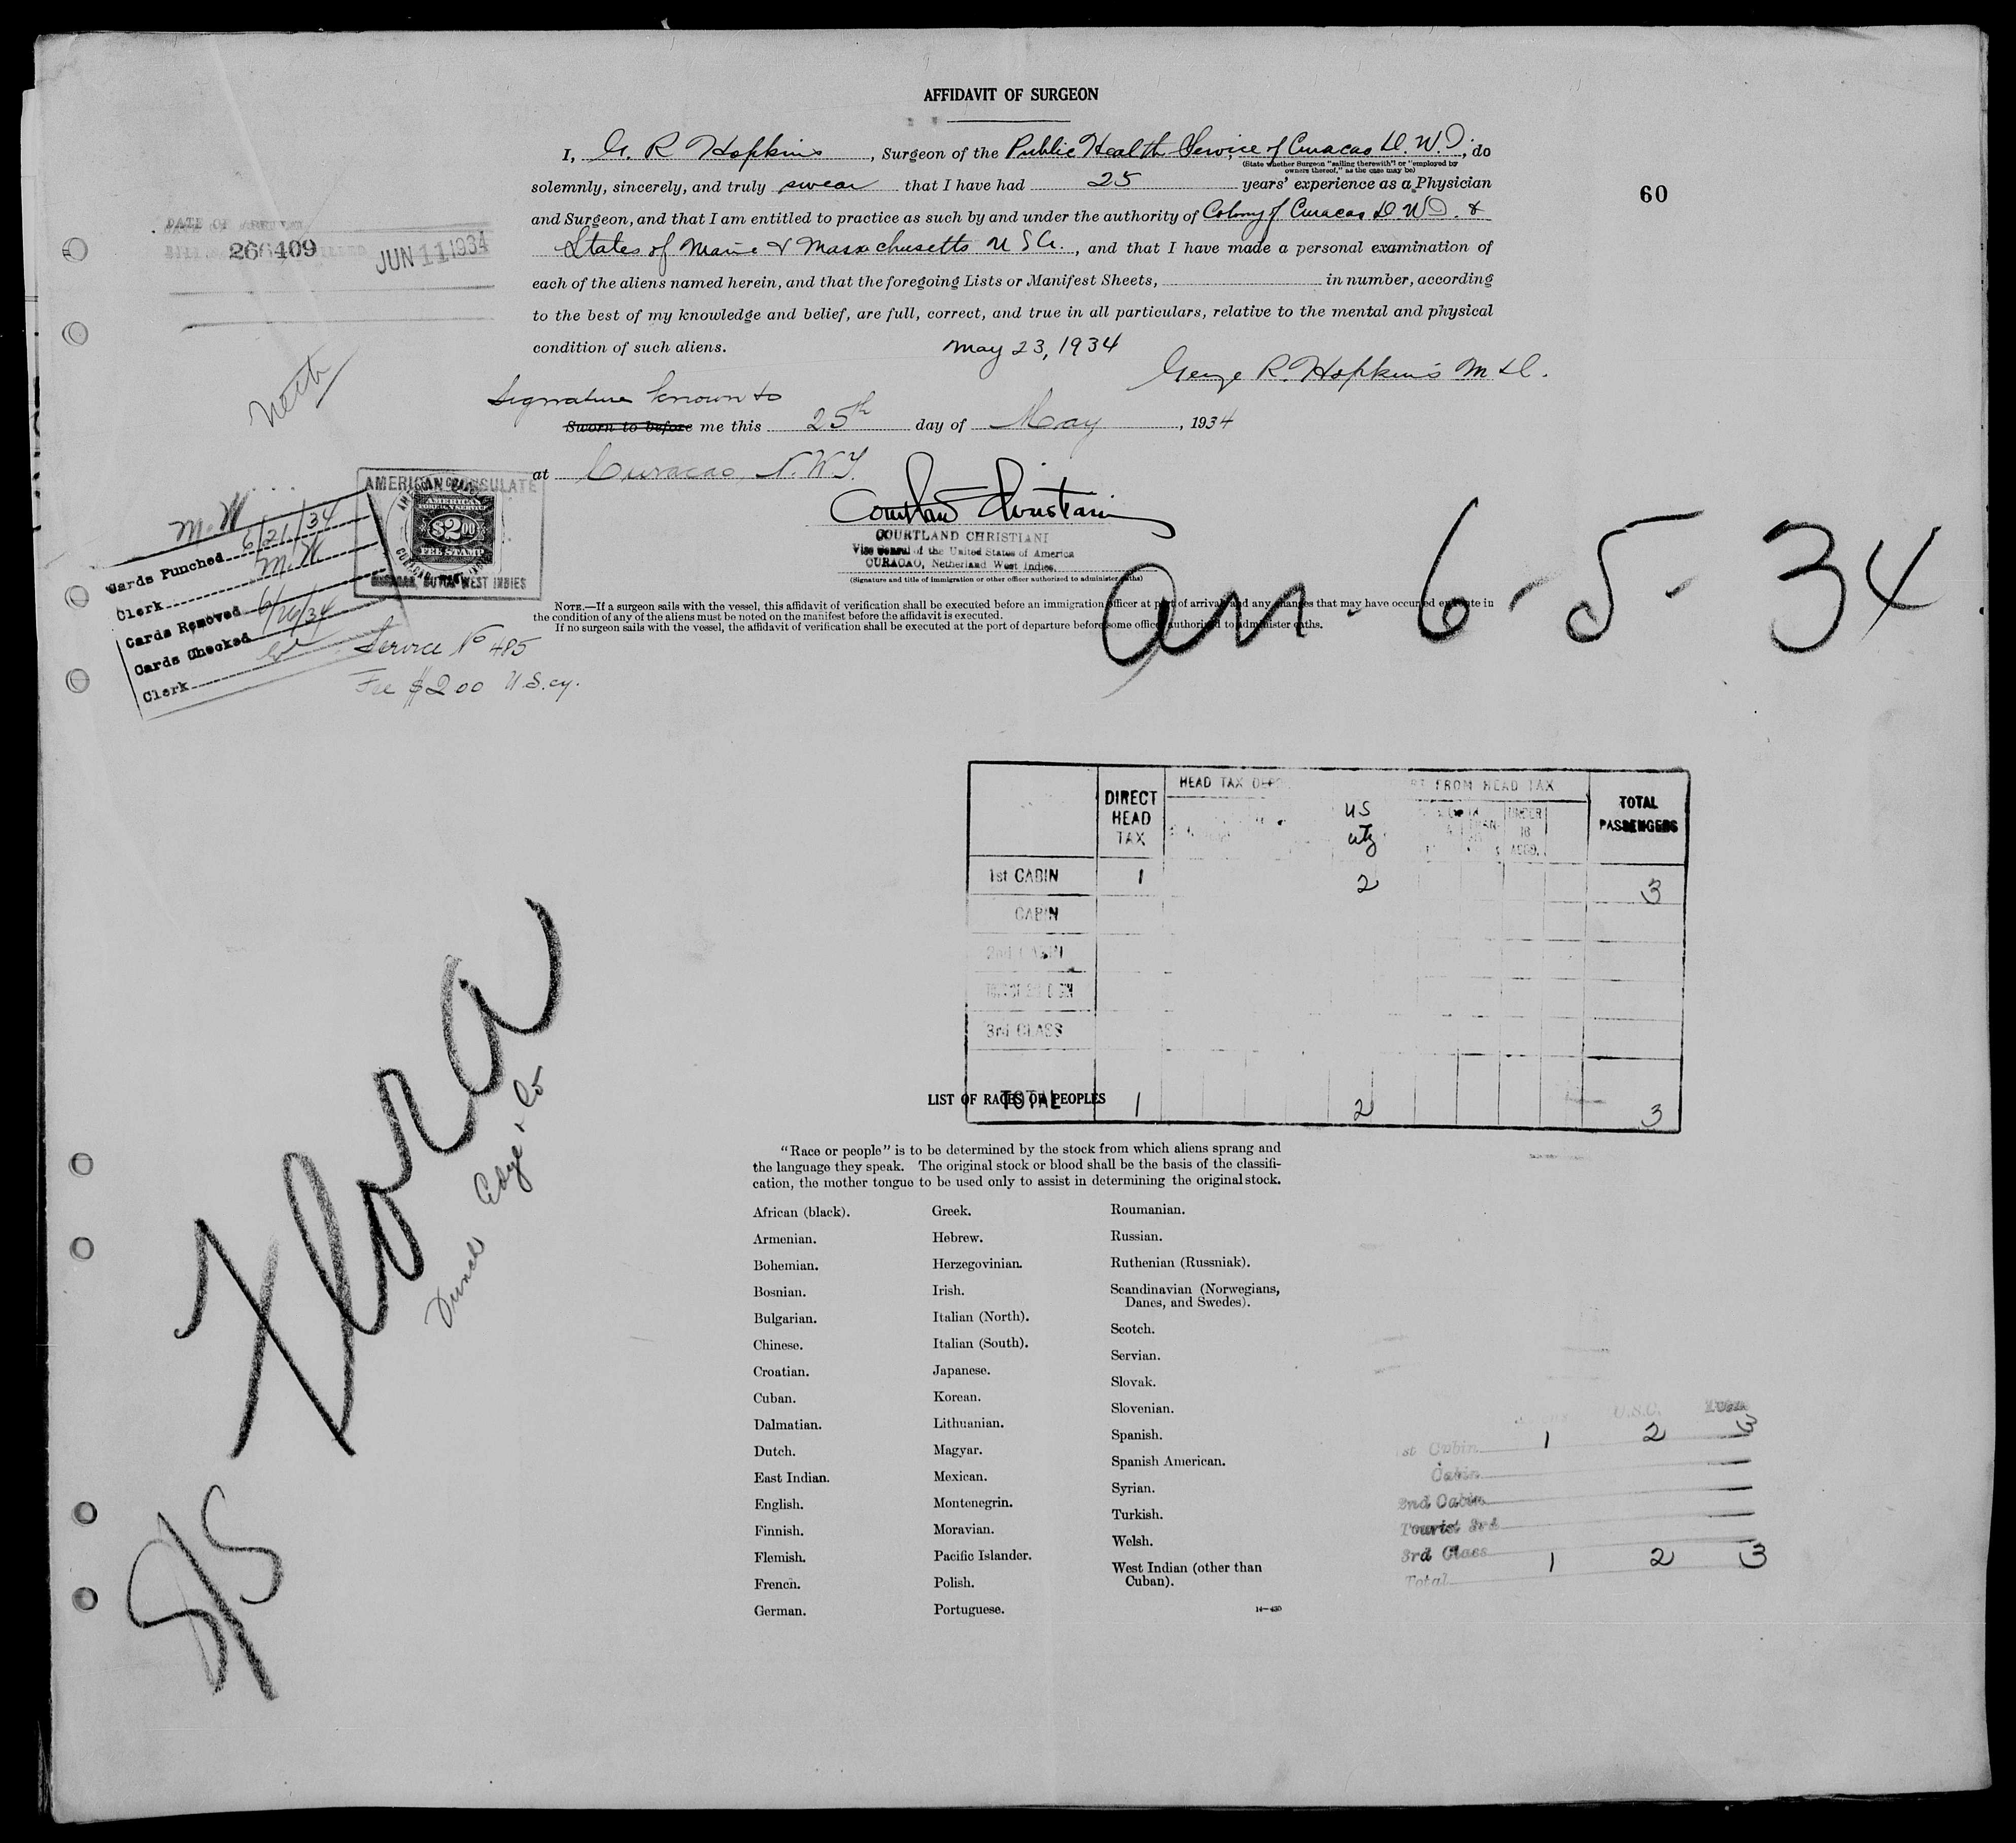 AFFIDAVIT OF SURGEON
I, G. R Hopkins, Surgeon of the Public Health Service of Curacao D. W. I., do
(State whether Surgeon "sailing therewith" or "employed by
owners thereof," as the case may be)
solemnly, sincerely, and truly swear that I have had 25 years' experience as a Physician
60
and Surgeon, and that I am entitled to practice as such by and under the authority of Colony of Curacao D. W. I. &
States of Maine & Massachusetts U S A., and that I have made a personal examination of
each of the aliens named herein, and that the foregoing Lists or Manifest Sheets, in number, according
to the best of my knowledge and belief, are full, correct, and true in all particulars, relative to the mental and physical
condition of such aliens.
May 23, 1934
George R. Hopkins M D.
DATE OF
266409
JUN 11 1934
Signature known to
Sworn to before me this 25th day of May, 1934
at Curacao, N. W. I.
AMERICAN CONSULATE
AMERICAN
FOREIGN SERVICE
$2.00
FEE STAMP
CURACAO, DUTCH WEST INDIES
Courtland Christiani
COURTLAND CHRISTIANI
Vice Consul of the United States of America
CURACAO, Netherland West Indies.
(Signature and title of immigration or other officer authorized to administer oaths)
M. W
Cards Punched 6/21/34
Clerk M. W
Cards Removed 6/20/34
Cards Checked
Clerk
Service No 485
Fee $2.00 U.S. cy.
NOTE.—If a surgeon sails with the vessel, this affidavit of verification shall be executed before an immigration officer at port of arrival and any changes that may have occurred en route in
the condition of any of the aliens must be noted on the manifest before the affidavit is executed.
If no surgeon sails with the vessel, the affidavit of verification shall be executed at the port of departure before some officer authorized to administer oaths.
6 - 5 - 34
DIRECT HEAD TAX
HEAD TAX
FROM HEAD TAX
US
UNDER 16
TOTAL PASSENGERS
1st CABIN 1 2 3
CABIN
2nd CABIN
3rd CLASS
TOTAL 1 2 3
LIST OF RACES OR PEOPLES
"Race or people" is to be determined by the stock from which aliens sprang and
the language they speak. The original stock or blood shall be the basis of the classifi-
cation, the mother tongue to be used only to assist in determining the original stock.
African (black).
Armenian.
Bohemian.
Bosnian.
Bulgarian.
Chinese.
Croatian.
Cuban.
Dalmatian.
Dutch.
East Indian.
English.
Finnish.
Flemish.
French.
German.
Greek.
Hebrew.
Herzegovinian.
Irish.
Italian (North).
Italian (South).
Japanese.
Korean.
Lithuanian.
Magyar.
Mexican.
Montenegrin.
Moravian.
Pacific Islander.
Polish.
Portuguese.
Roumanian.
Russian.
Ruthenian (Russniak).
Scandinavian (Norwegians,
Danes, and Swedes).
Scotch.
Servian.
Slovak.
Slovenian.
Spanish.
Spanish American.
Syrian.
Turkish.
Welsh.
West Indian (other than
Cuban).
14—430
U.S.C. Total
1st Cabin 1 2 3
Cabin
2nd Cabin
Tourist 3rd
3rd Class
Total 1 2 3
S/S Flora
Edye & Co